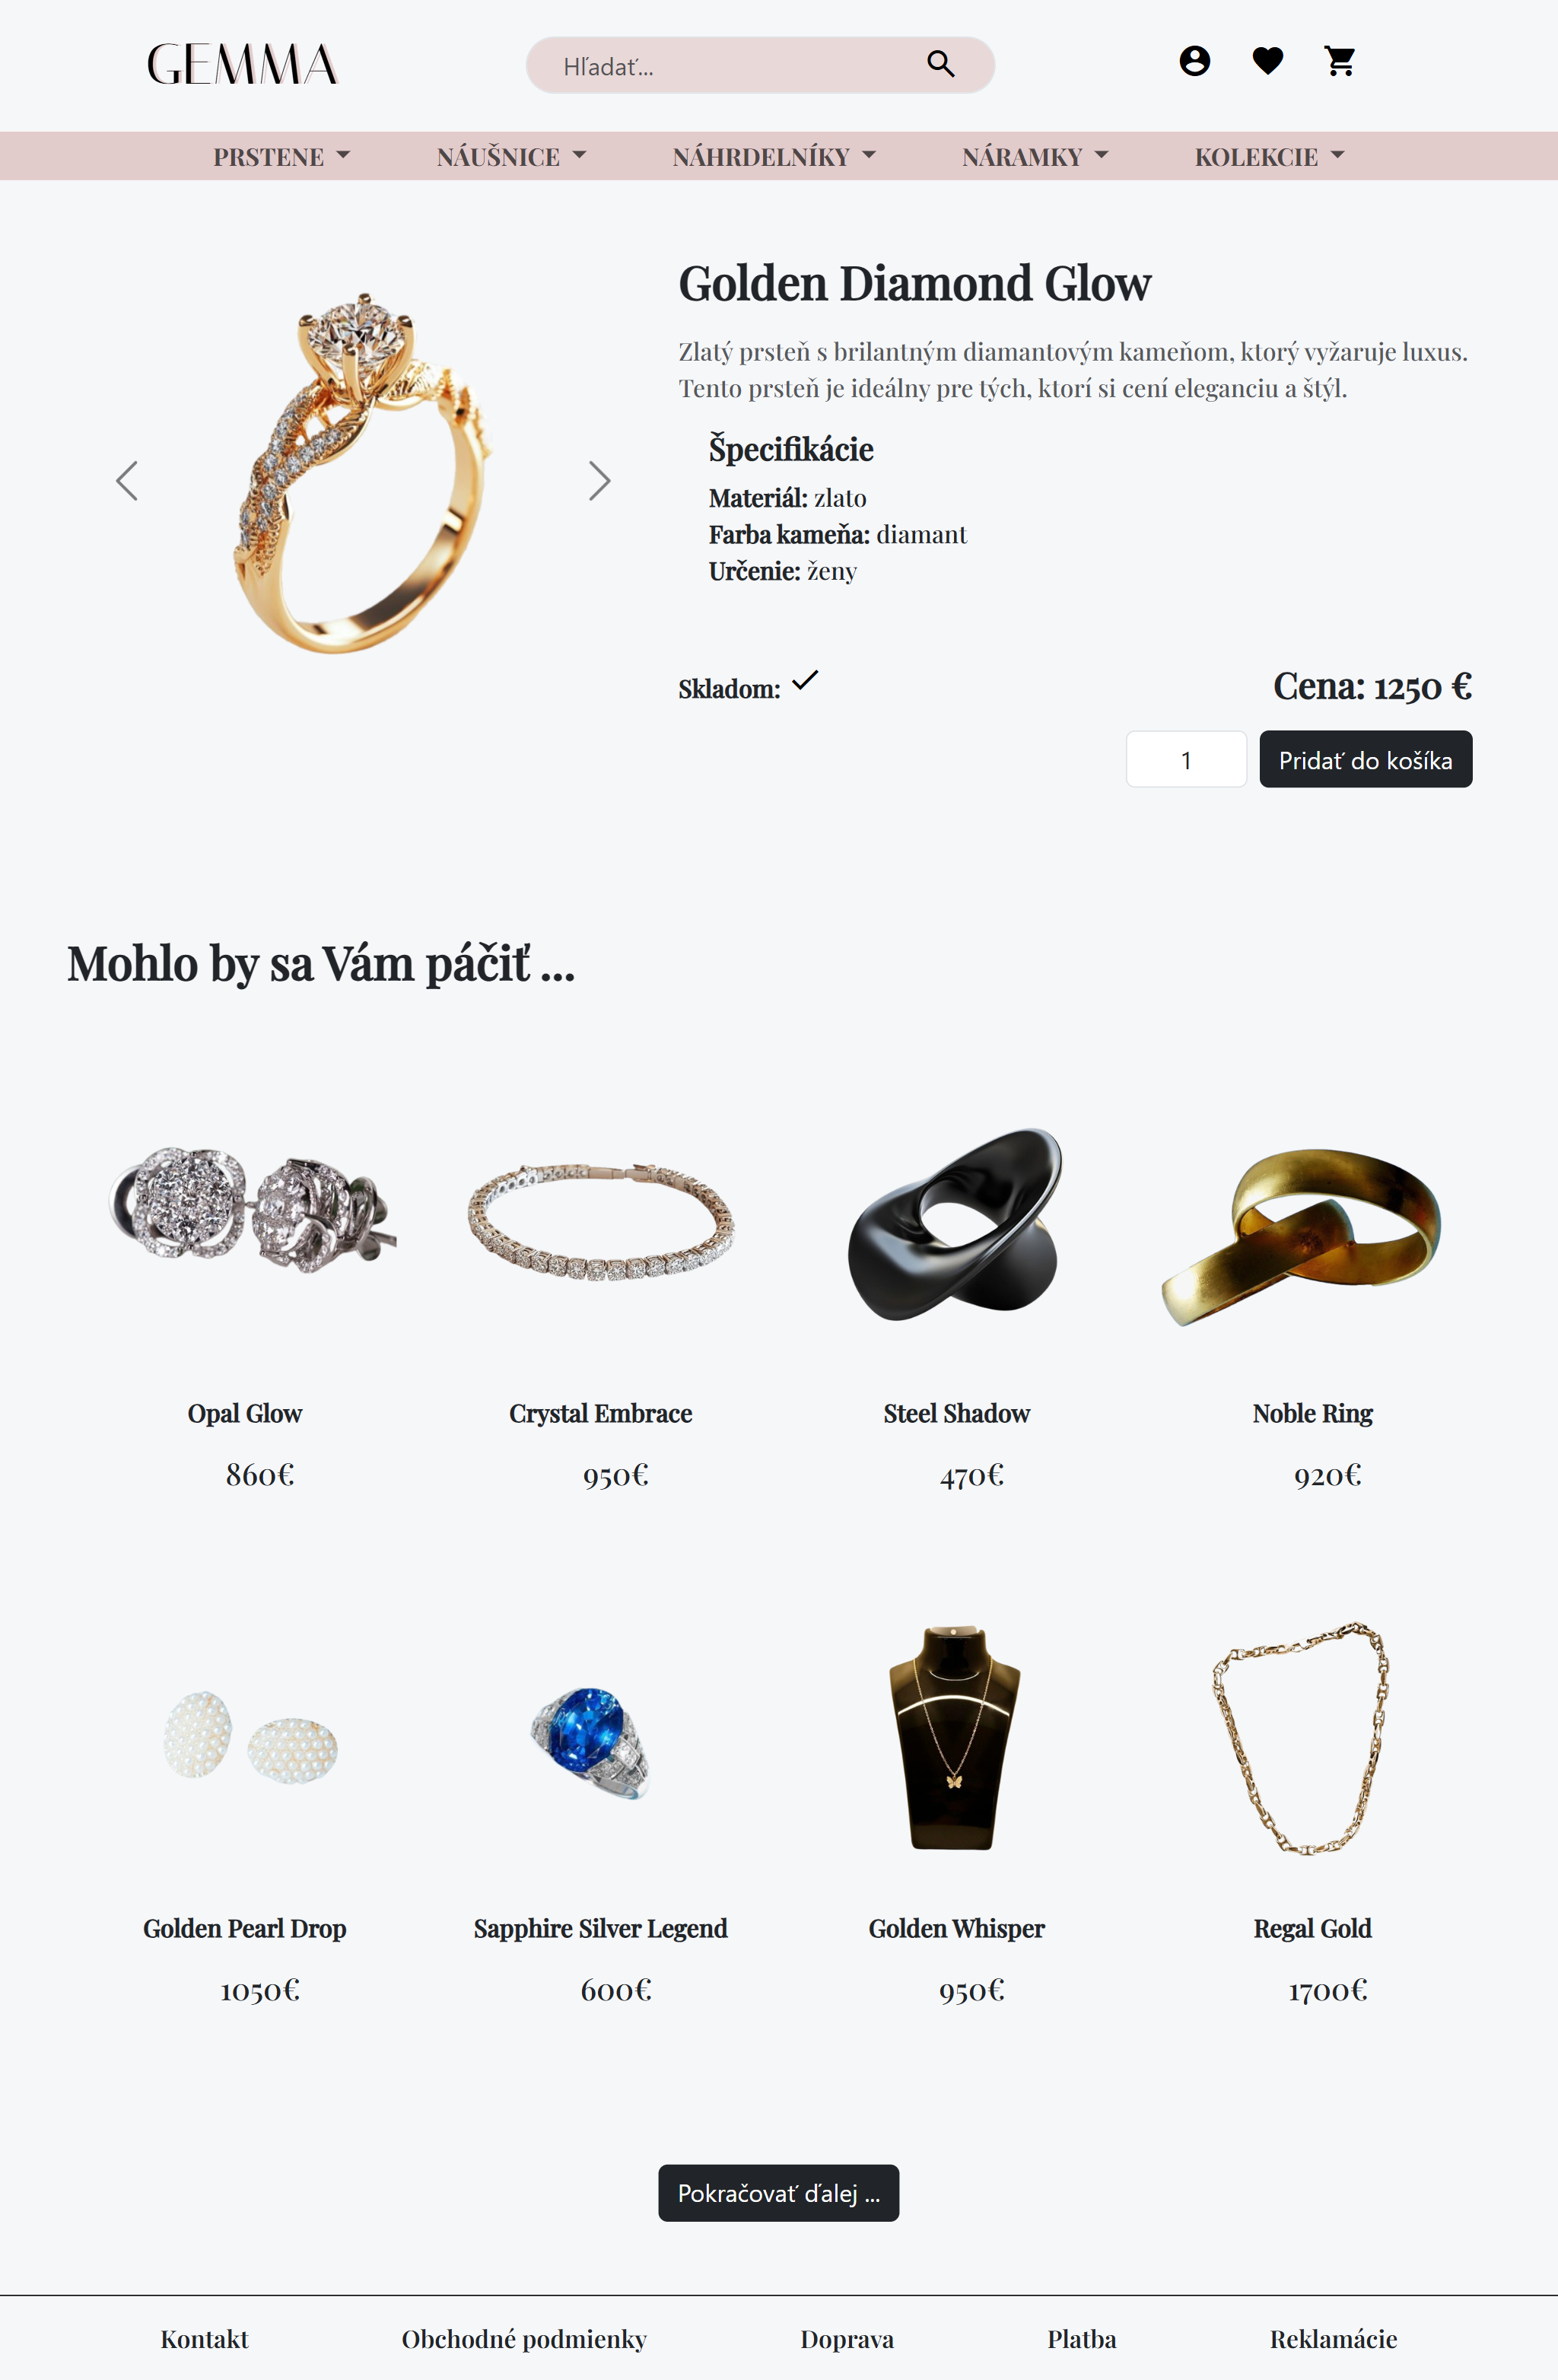 GEMMA
Hľadať...
PRSTENE
NÁUŠNICE
NÁHRDELNÍKY
NÁRAMKY
KOLEKCIE
Golden Diamond Glow
Zlatý prsteň s brilantným diamantovým kameňom, ktorý vyžaruje luxus.
Tento prsteň je ideálny pre tých, ktorí si cení eleganciu a štýl.
Špecifikácie
Materiál: zlato
Farba kameňa: diamant
Určenie: ženy
Skladom:
Cena: 1250 €
1
Pridať do košíka
Mohlo by sa Vám páčiť ...
Opal Glow
860€
Crystal Embrace
950€
Steel Shadow
470€
Noble Ring
920€
Golden Pearl Drop
1050€
Sapphire Silver Legend
600€
Golden Whisper
950€
Regal Gold
1700€
Pokračovať ďalej ...
Kontakt
Obchodné podmienky
Doprava
Platba
Reklamácie